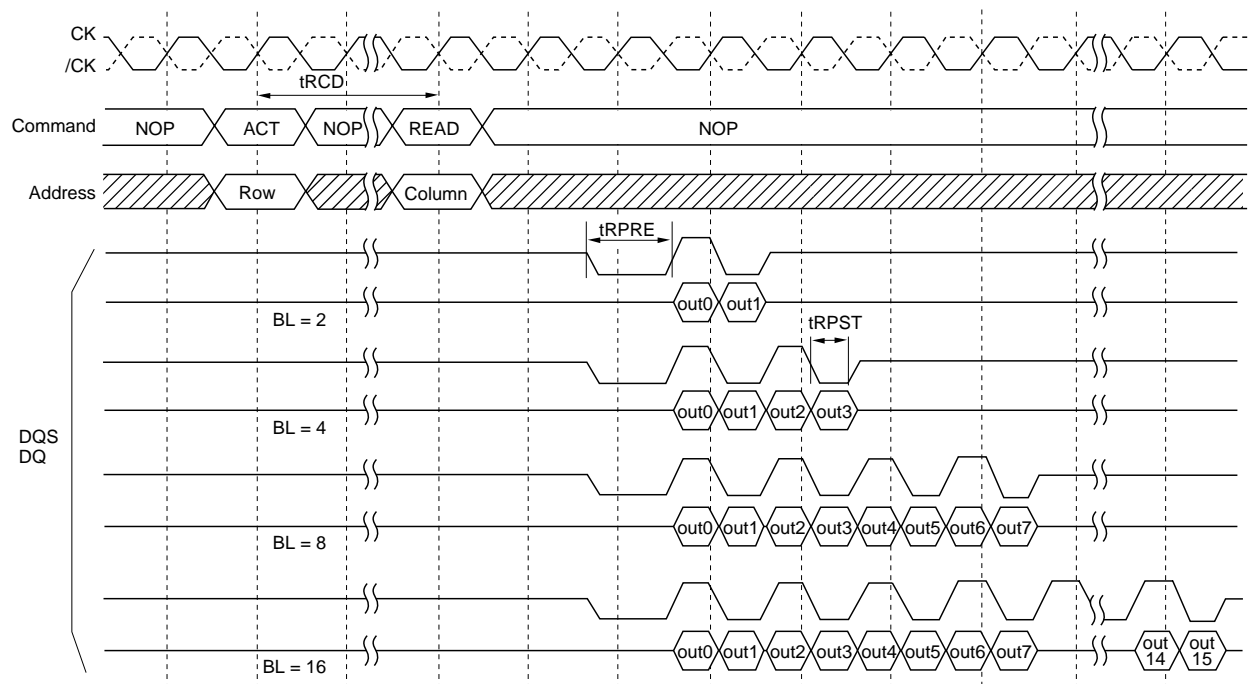 CK
/CK
tRCD
Command NOP ACT NOP READ NOP
Address Row Column
tRPRE
out0 out1
BL = 2
tRPST
out0 out1 out2 out3
BL = 4
DQS
DQ
out0 out1 out2 out3 out4 out5 out6 out7
BL = 8
out0 out1 out2 out3 out4 out5 out6 out7 out 14 out 15
BL = 16